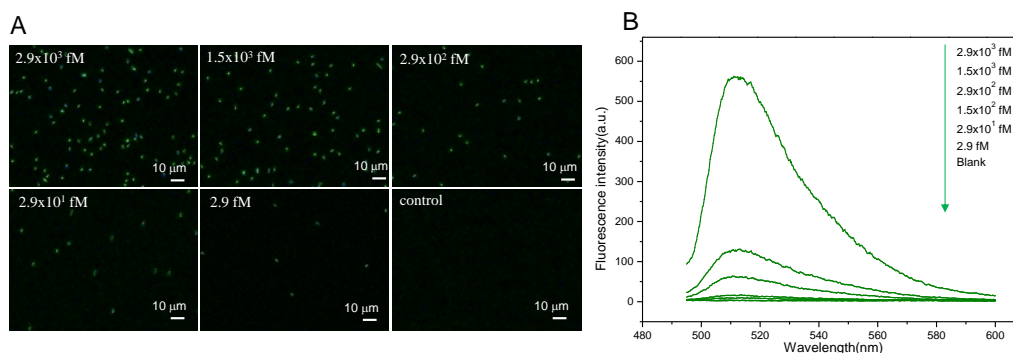 A
2.9x10³ fM
1.5x10³ fM
2.9x10² fM
10 μm
10 μm
10 μm
2.9x10¹ fM
2.9 fM
control
10 μm
10 μm
10 μm
B
2.9x10³ fM
1.5x10³ fM
2.9x10² fM
1.5x10² fM
2.9x10¹ fM
2.9 fM
Blank
Fluorescence intensity(a.u.)
600
500
400
300
200
100
0
480
500
520
540
560
580
600
Wavelength(nm)